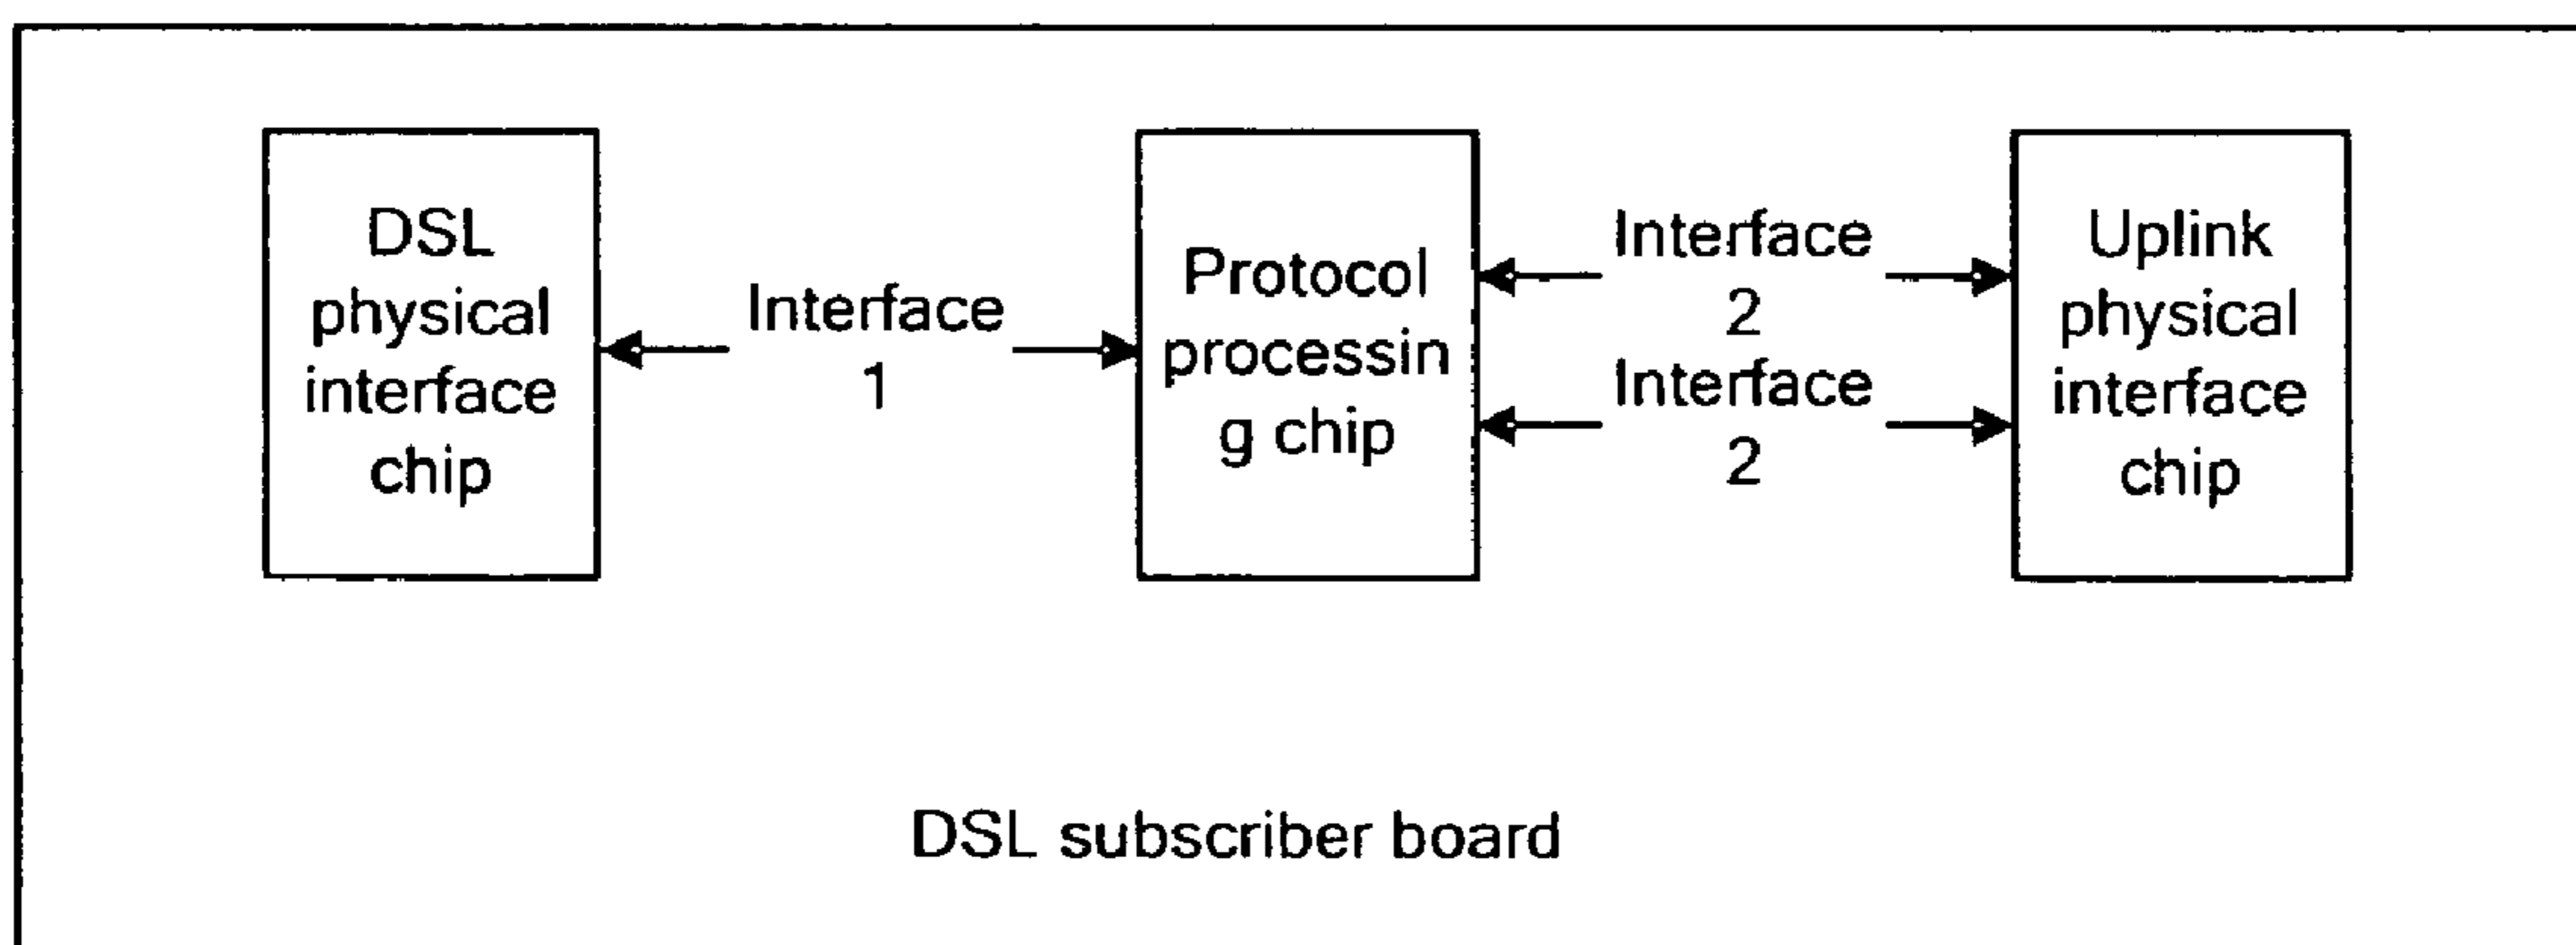 DSL
physical
interface
chip
Interface
1
Protocol
processin
g chip
Interface
2
Interface
2
Uplink
physical
interface
chip
DSL subscriber board